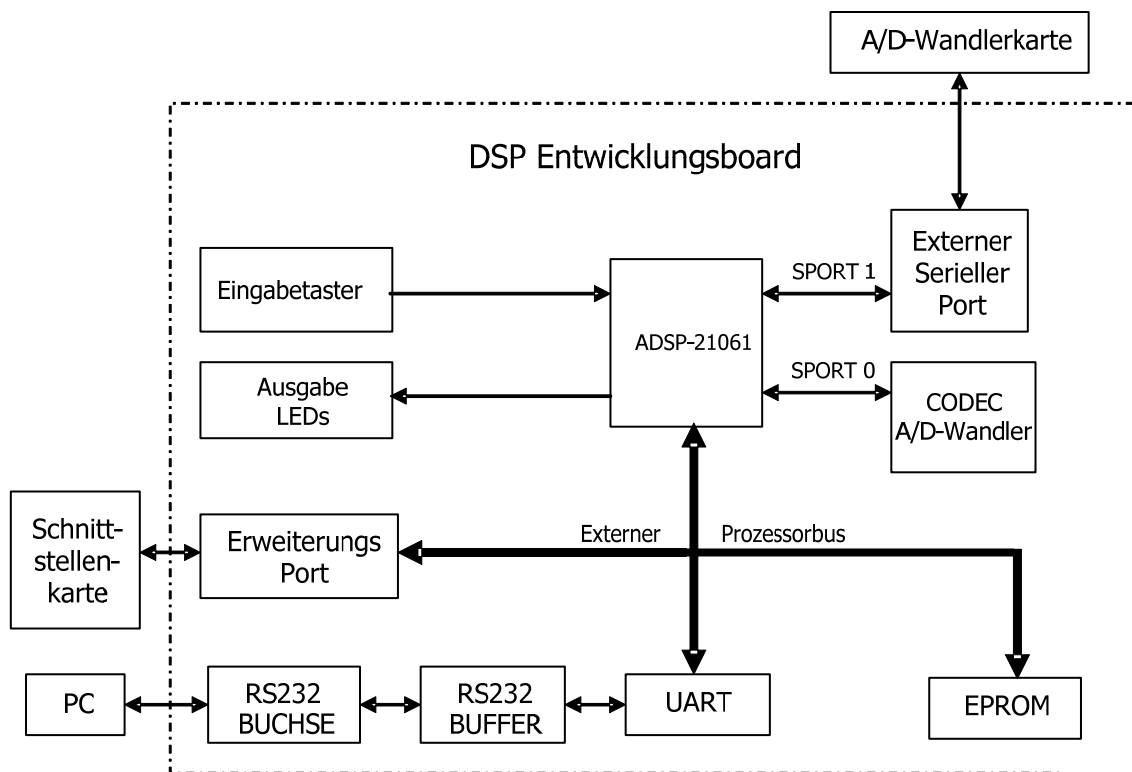 A/D-Wandlerkarte
DSP Entwicklungsboard
Eingabetaster
ADSP-21061
SPORT 1
Externer
Serieller
Port
Ausgabe
LEDs
SPORT 0
CODEC
A/D-Wandler
Schnitt-
stellen-
karte
Erweiterungs
Port
Externer
Prozessorbus
PC
RS232
BUCHSE
RS232
BUFFER
UART
EPROM